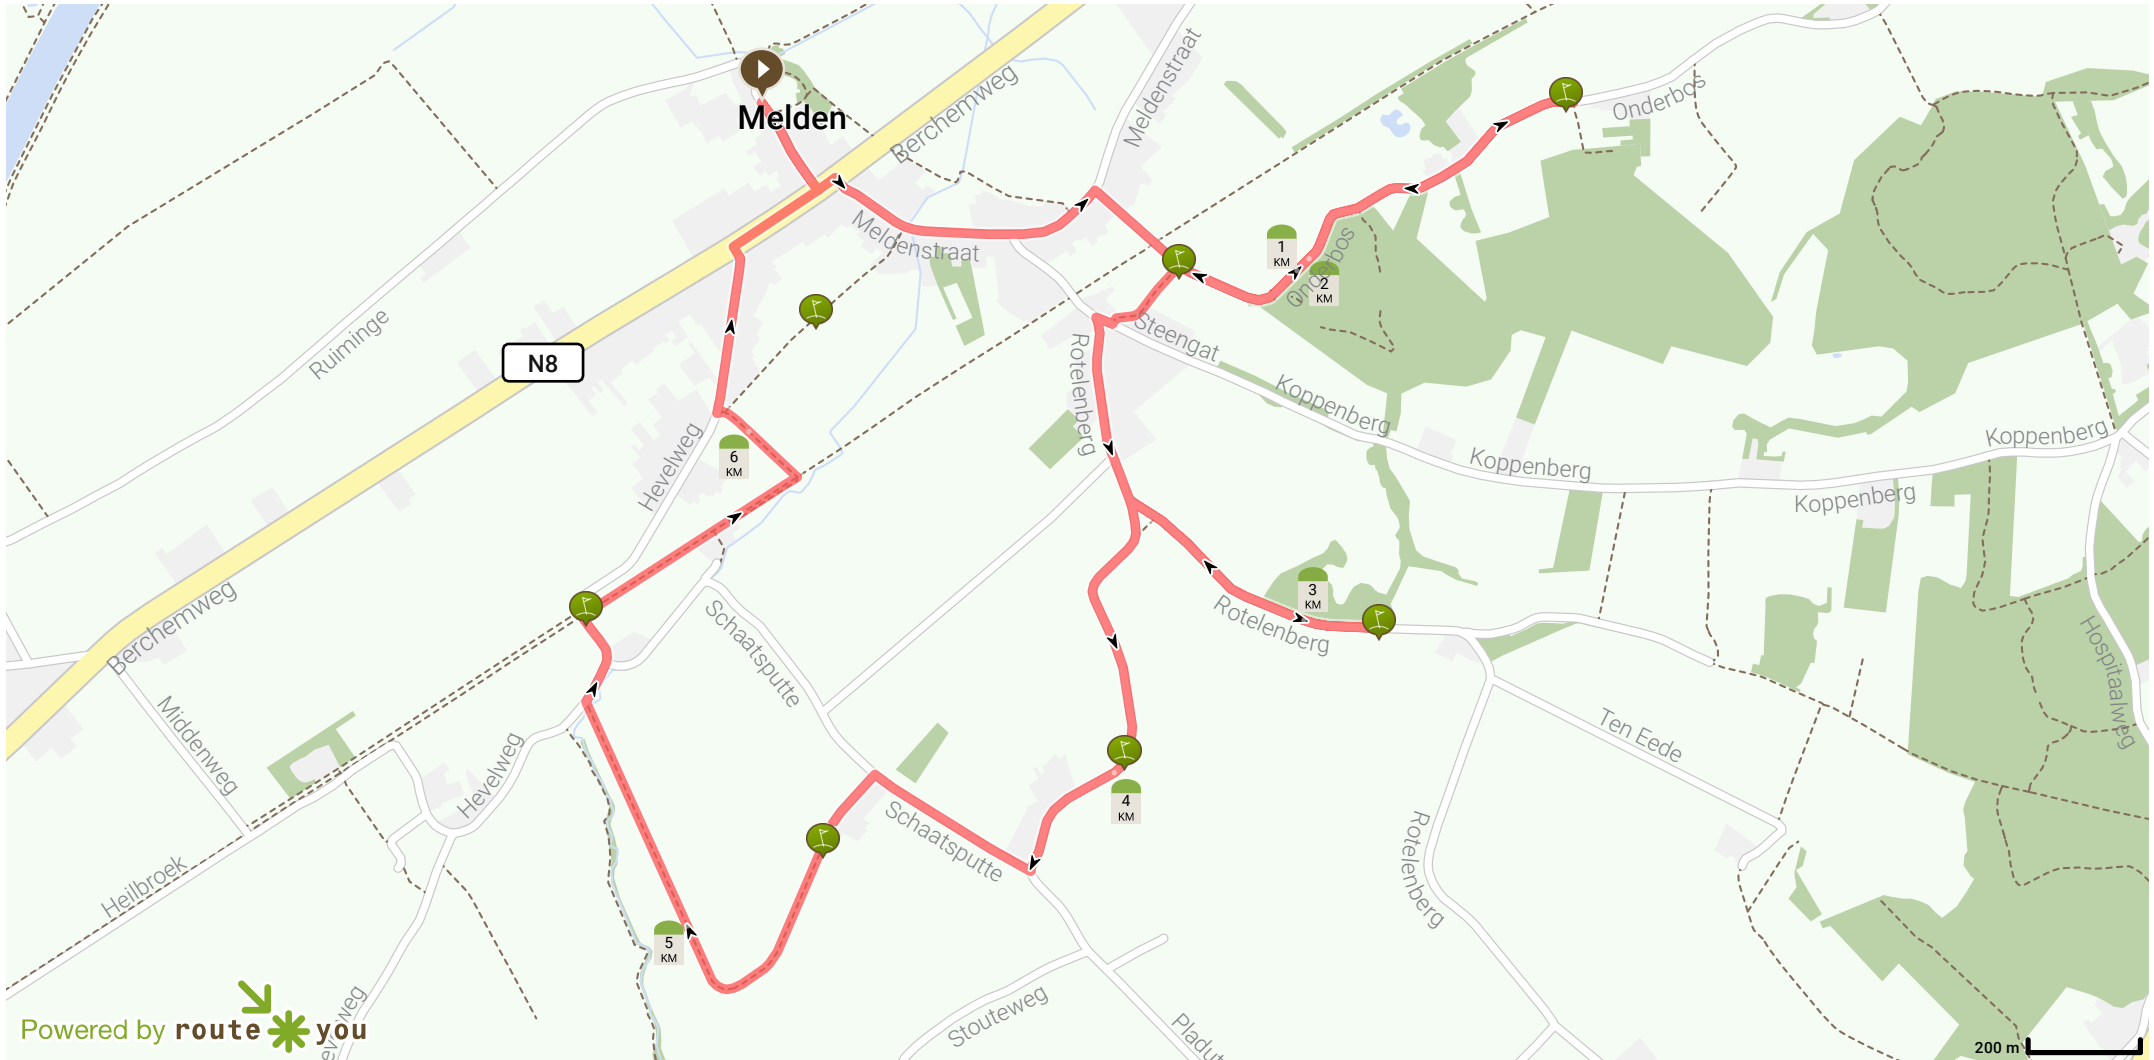 Melden
Berchemweg
Meldenstraat
Onderbos
Meldenstraat
1
KM
Onderbos
2
KM
Ruiminge
N8
Steengat
Rotelenberg
Koppenberg
Koppenberg
Koppenberg
Koppenberg
Hevelweg
6
KM
3
KM
Rotelenberg
Berchemweg
Schaatsputte
Middenweg
Hospitaalweg
Ten Eede
Hevelweg
4
KM
Schaatsputte
Rotelenberg
Heilbroek
5
KM
Stouteweg
Pladut
Powered by routeyou
200 m